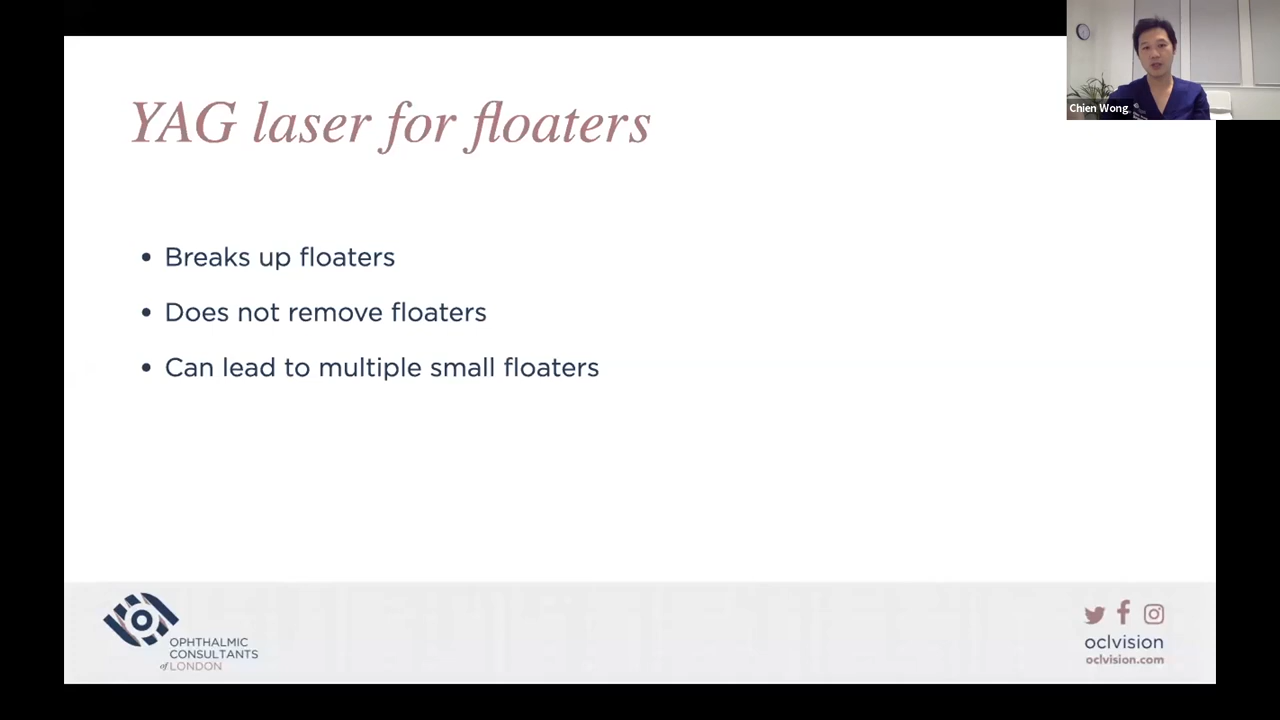 Chien Wong
YAG laser for floaters
• Breaks up floaters
• Does not remove floaters
• Can lead to multiple small floaters
OPHTHALMIC
CONSULTANTS
of LONDON
oclvision
oclvision.com